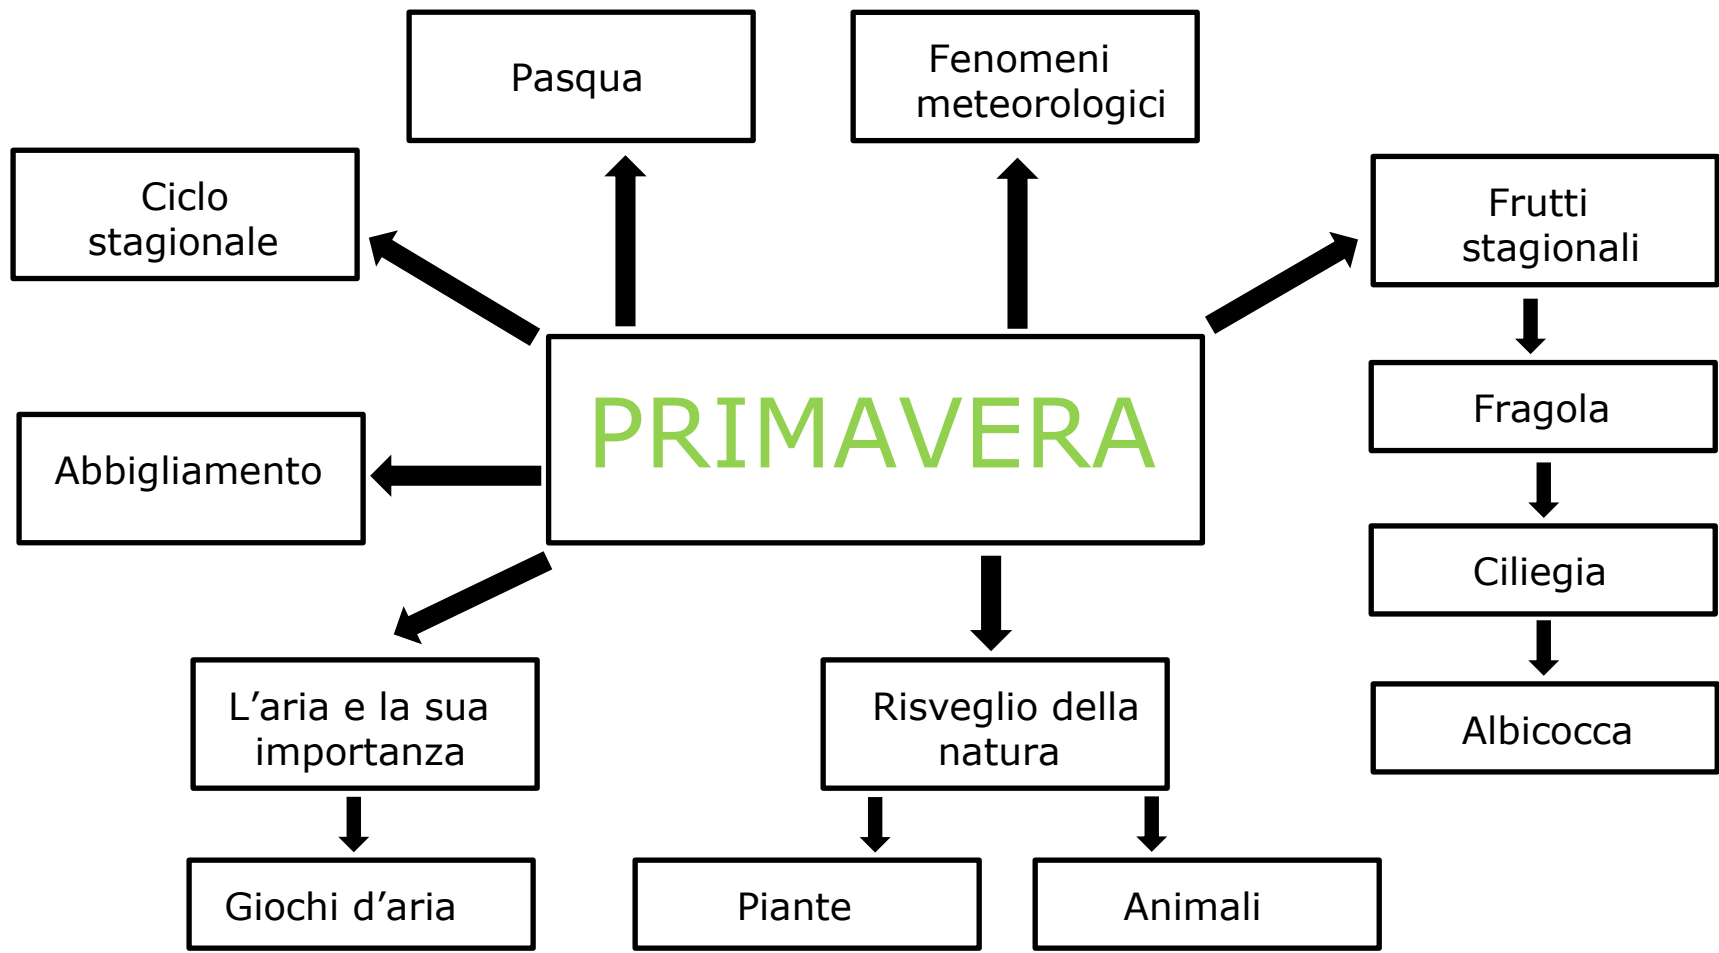 Pasqua
Fenomeni
meteorologici
Ciclo
stagionale
Frutti
stagionali
PRIMAVERA
Fragola
Abbigliamento
Ciliegia
L’aria e la sua
importanza
Risveglio della
natura
Albicocca
Giochi d’aria
Piante
Animali